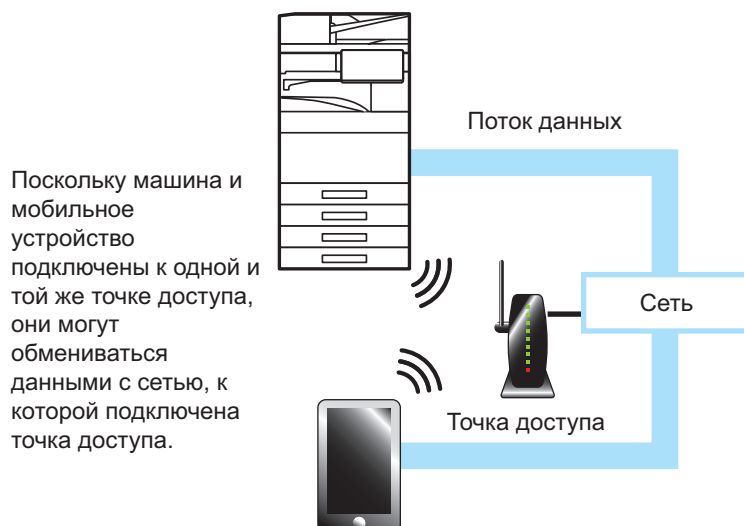 Поток данных
Поскольку машина и
мобильное
устройство
подключены к одной и
той же точке доступа,
они могут
обмениваться
данными с сетью, к
которой подключена
точка доступа.
Сеть
Точка доступа